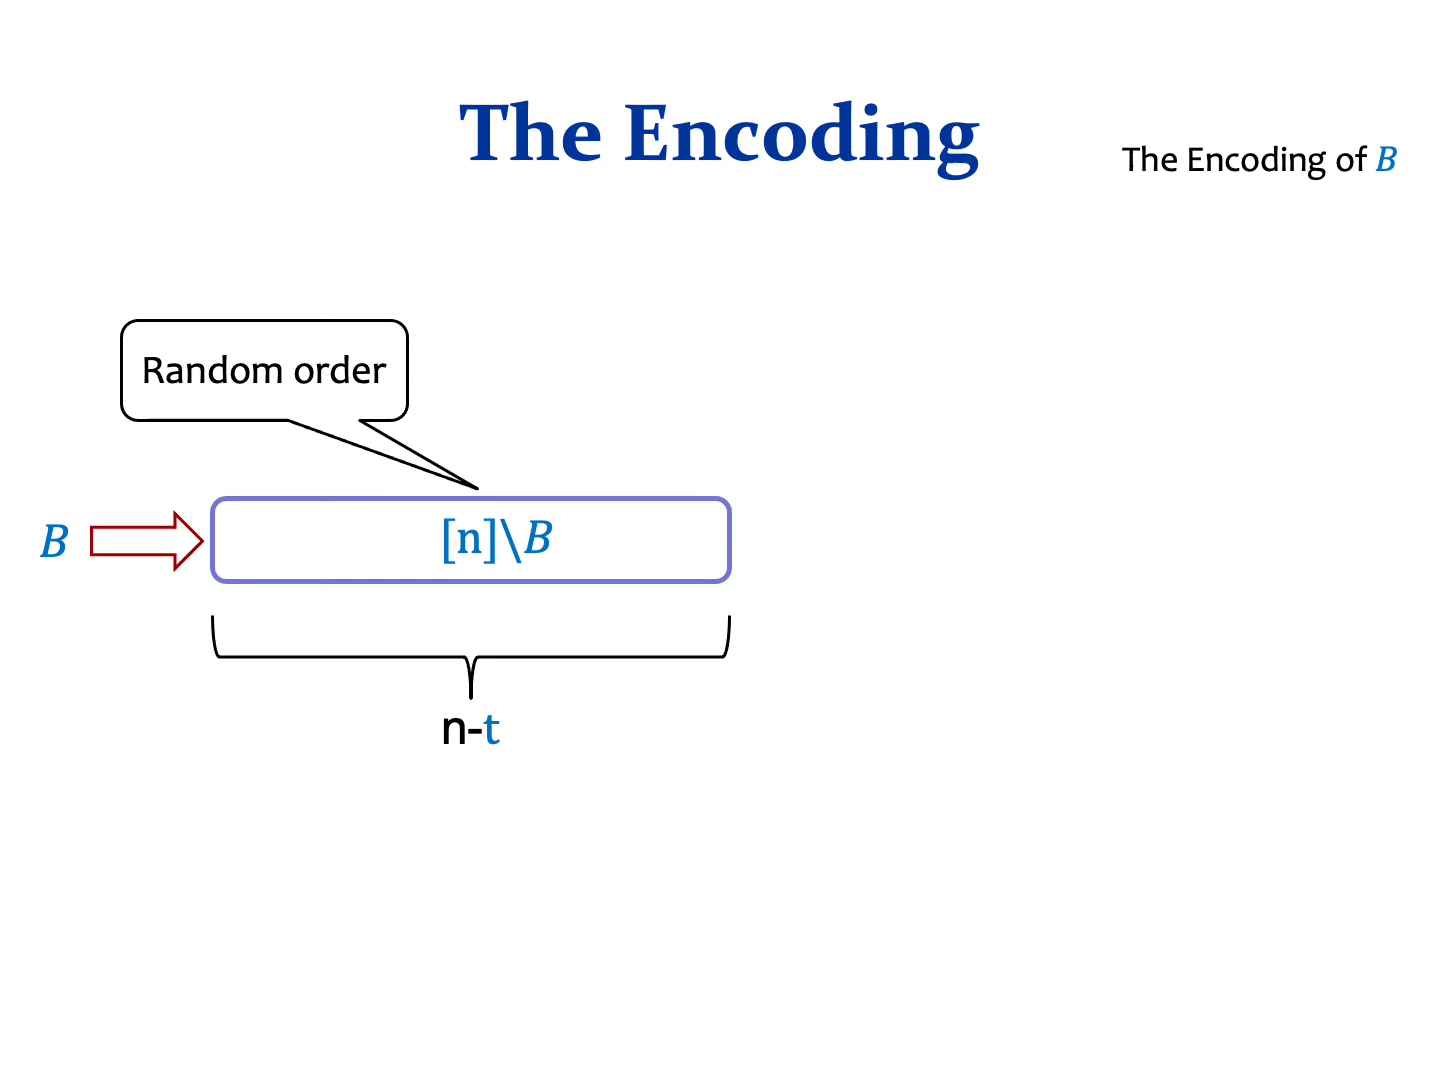 The Encoding
The Encoding of B
Random order
B
[n]\B
n-t